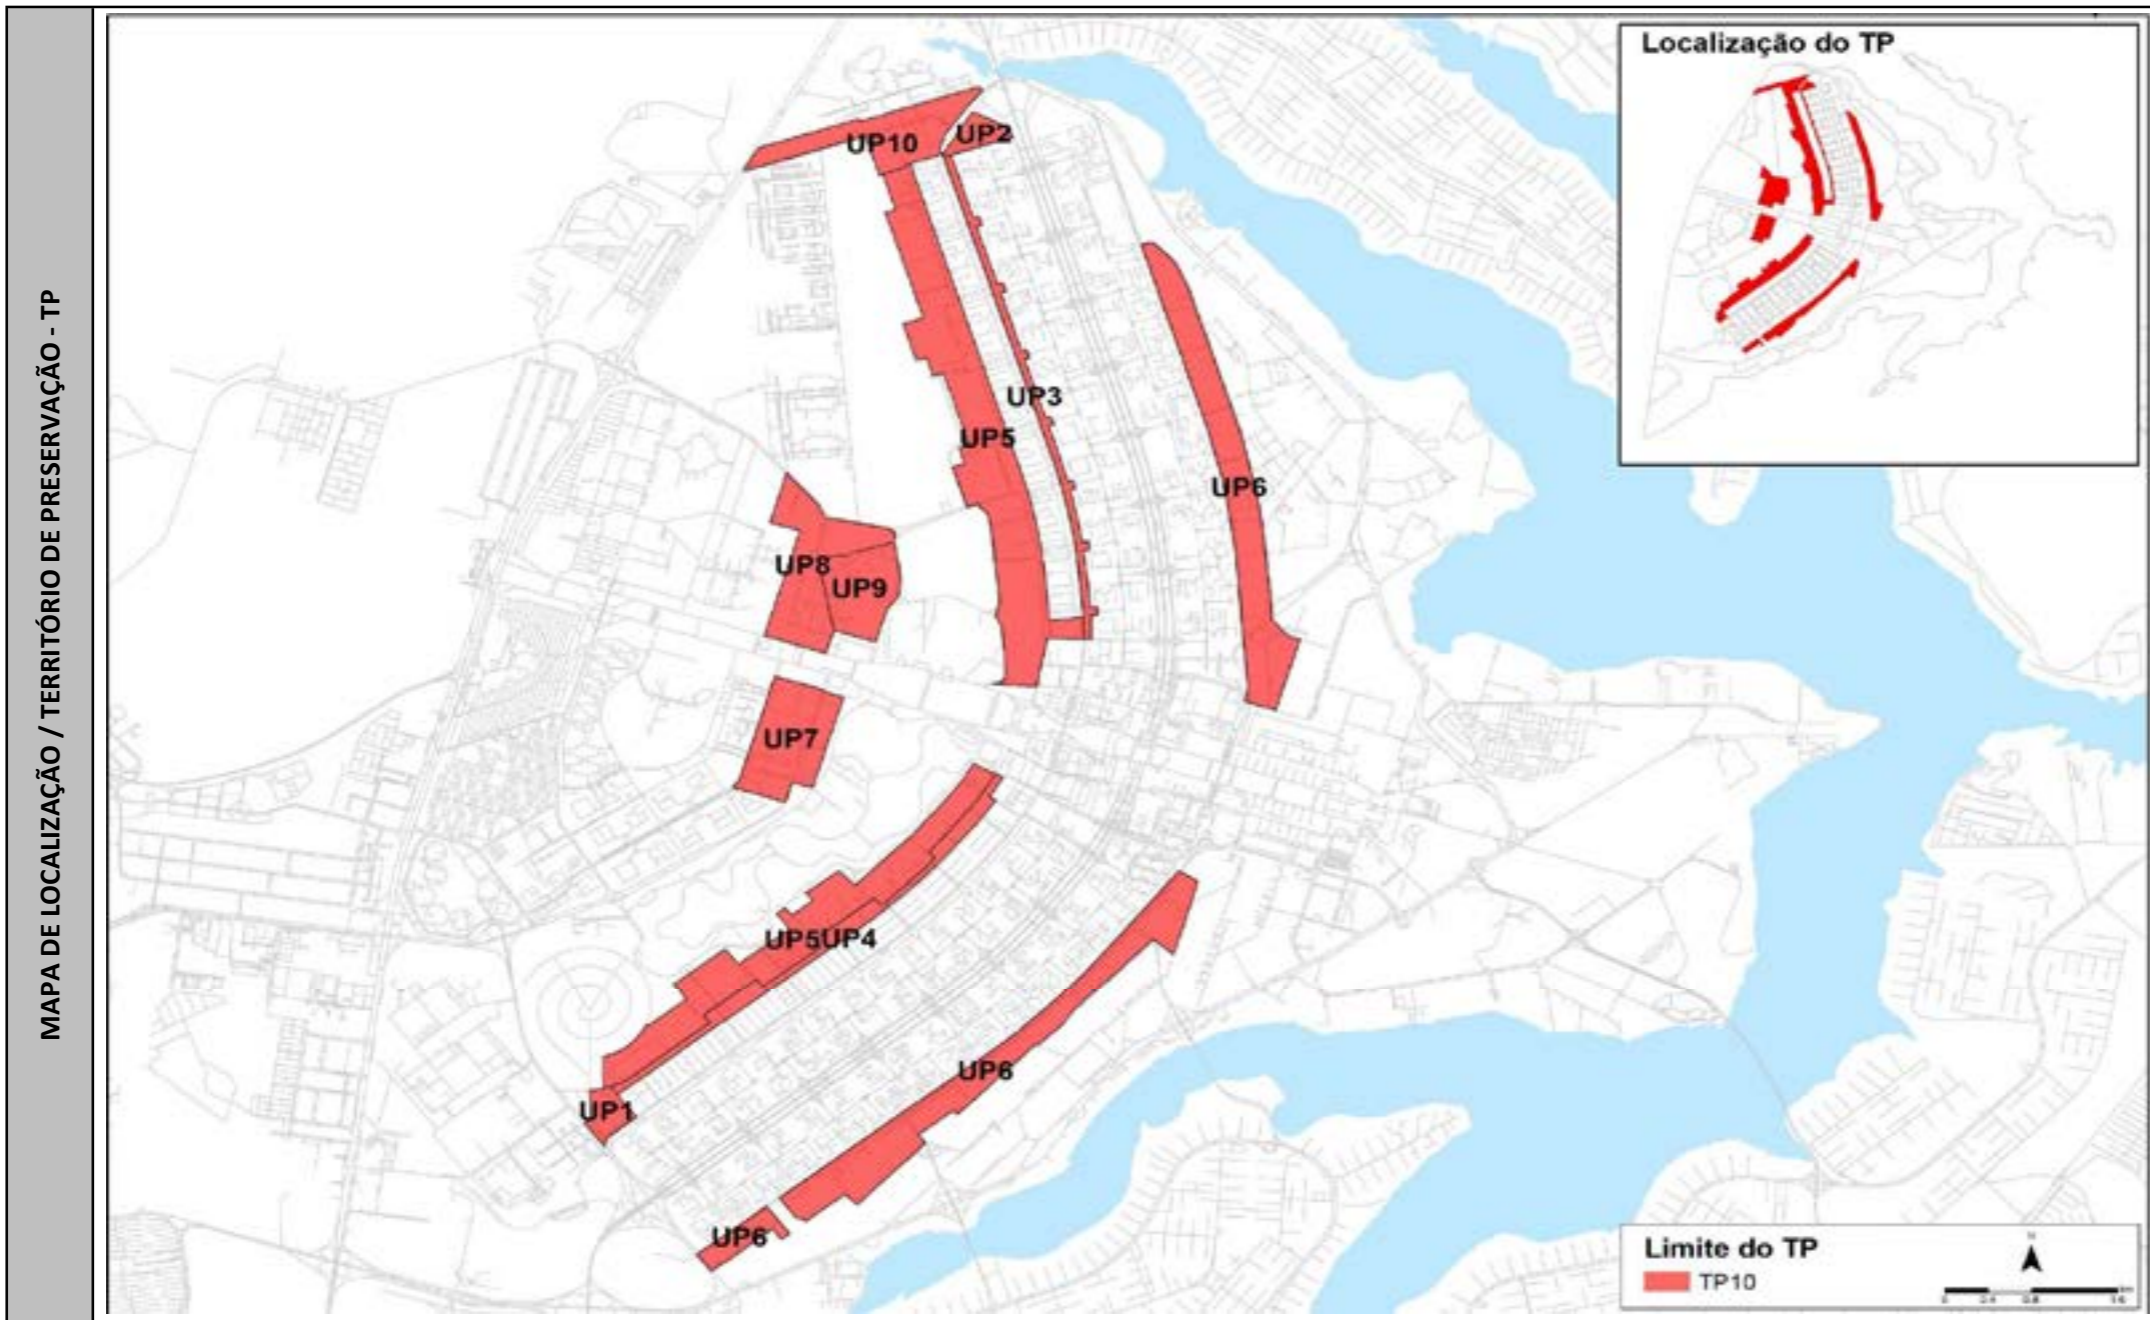 MAPA DE LOCALIZAÇÃO / TERRITÓRIO DE PRESERVAÇÃO - TP
Localização do TP
UP10
UP2
UP3
UP5
UP6
UP8
UP9
UP7
UP5UP4
UP6
UP1
UP6
Limite do TP
TP10
N